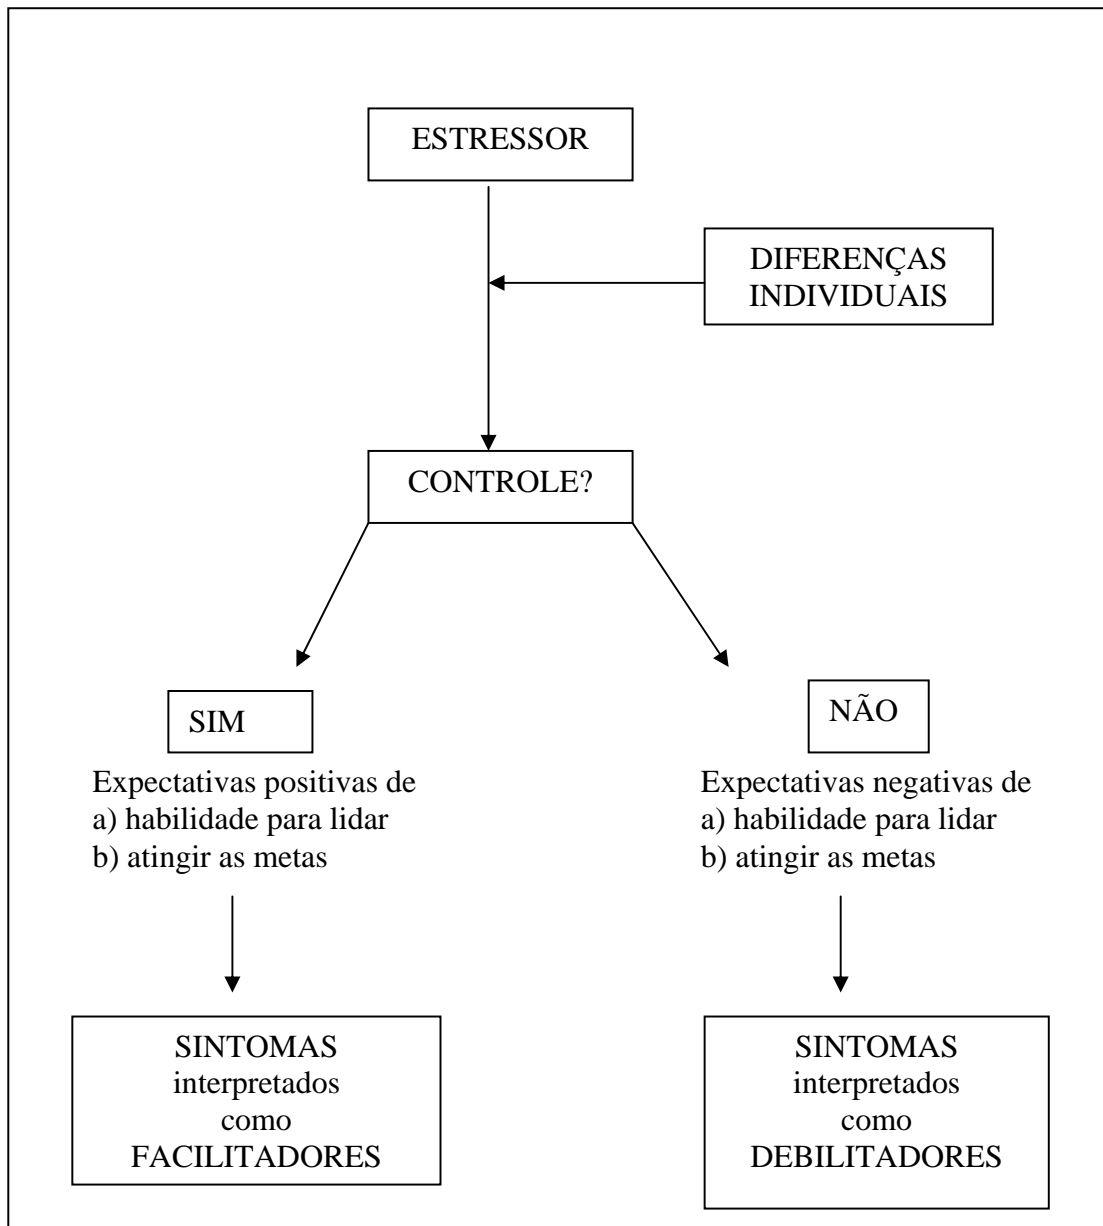 ESTRESSOR
DIFERENÇAS
INDIVIDUAIS
CONTROLE?
SIM
Expectativas positivas de
a) habilidade para lidar
b) atingir as metas
NÃO
Expectativas negativas de
a) habilidade para lidar
b) atingir as metas
SINTOMAS
interpretados
como
FACILITADORES
SINTOMAS
interpretados
como
DEBILITADORES